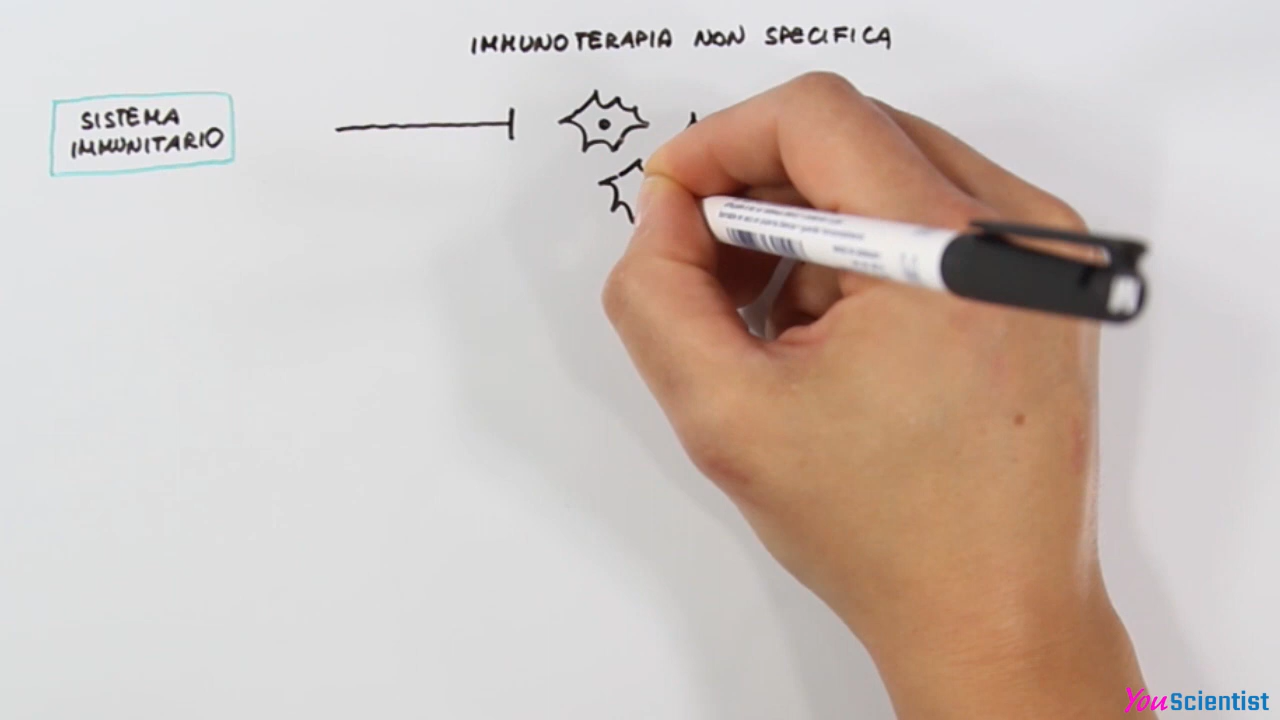 IMMUNOTERAPIA NON SPECIFICA
SISTEMA
IMMUNITARIO
YouScientist